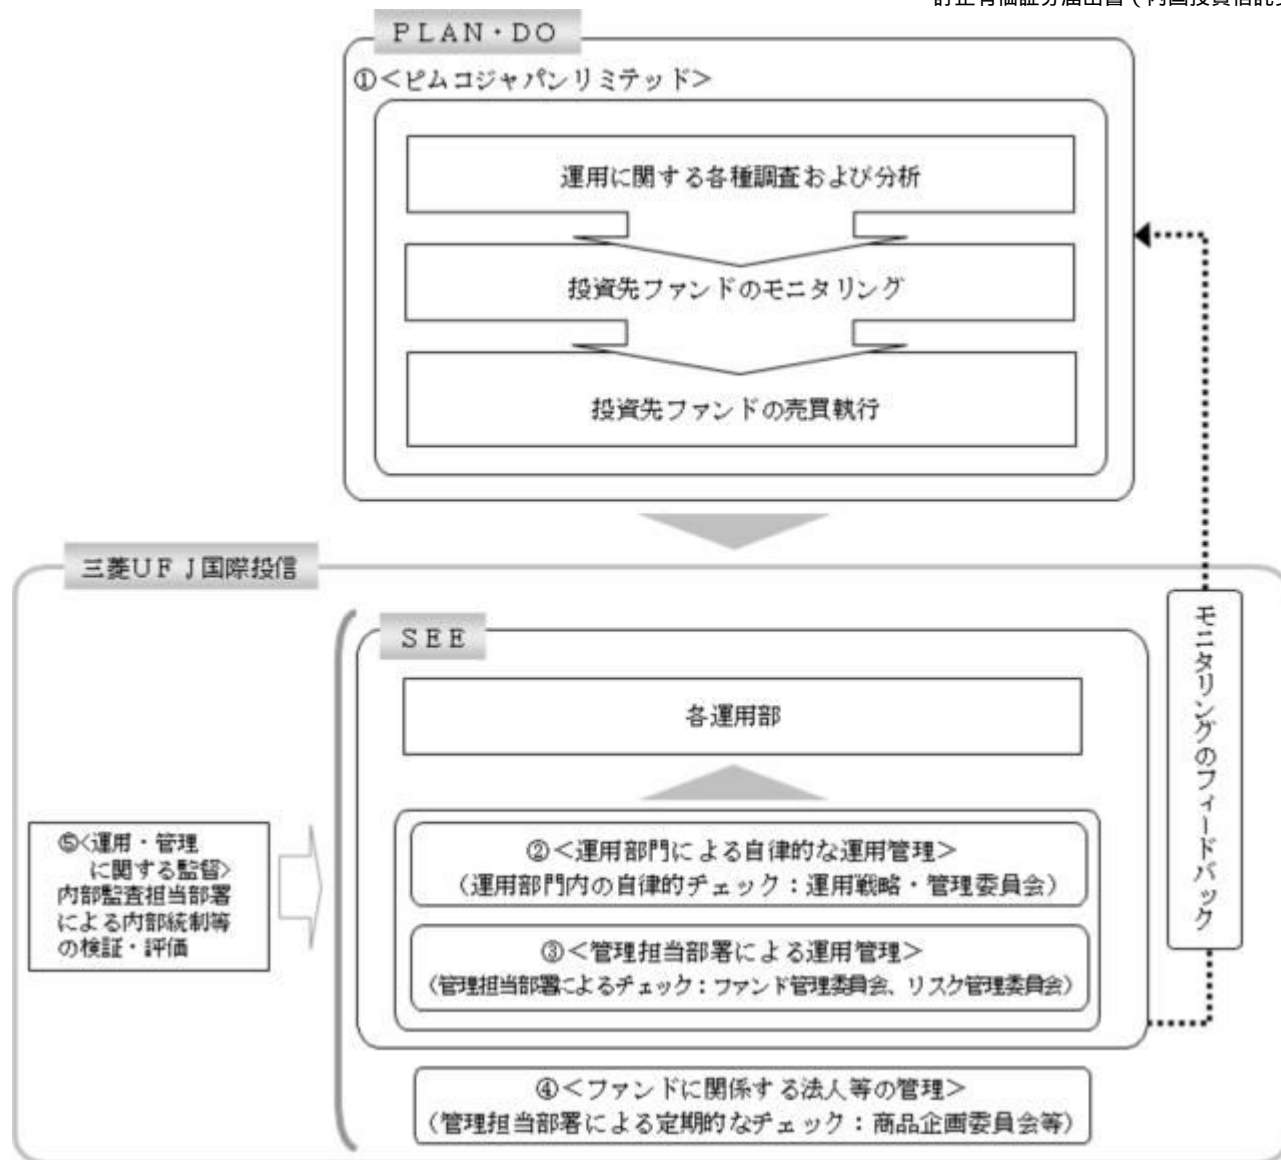 PLAN・DO
①＜ピムコジャパンリミテッド＞
運用に関する各種調査および分析
投資先ファンドのモニタリング
投資先ファンドの売買執行
三菱UFJ国際投信
SEE
各運用部
モニタリングのフィードバック
⑤<運用・管理
に関する監督>
内部監査担当部署
による内部統制等
の検証・評価
②＜運用部門による自律的な運用管理＞
（運用部門内の自律的チェック：運用戦略・管理委員会）
③＜管理担当部署による運用管理＞
（管理担当部署によるチェック：ファンド管理委員会、リスク管理委員会）
④＜ファンドに関係する法人等の管理＞
（管理担当部署による定期的なチェック：商品企画委員会等）